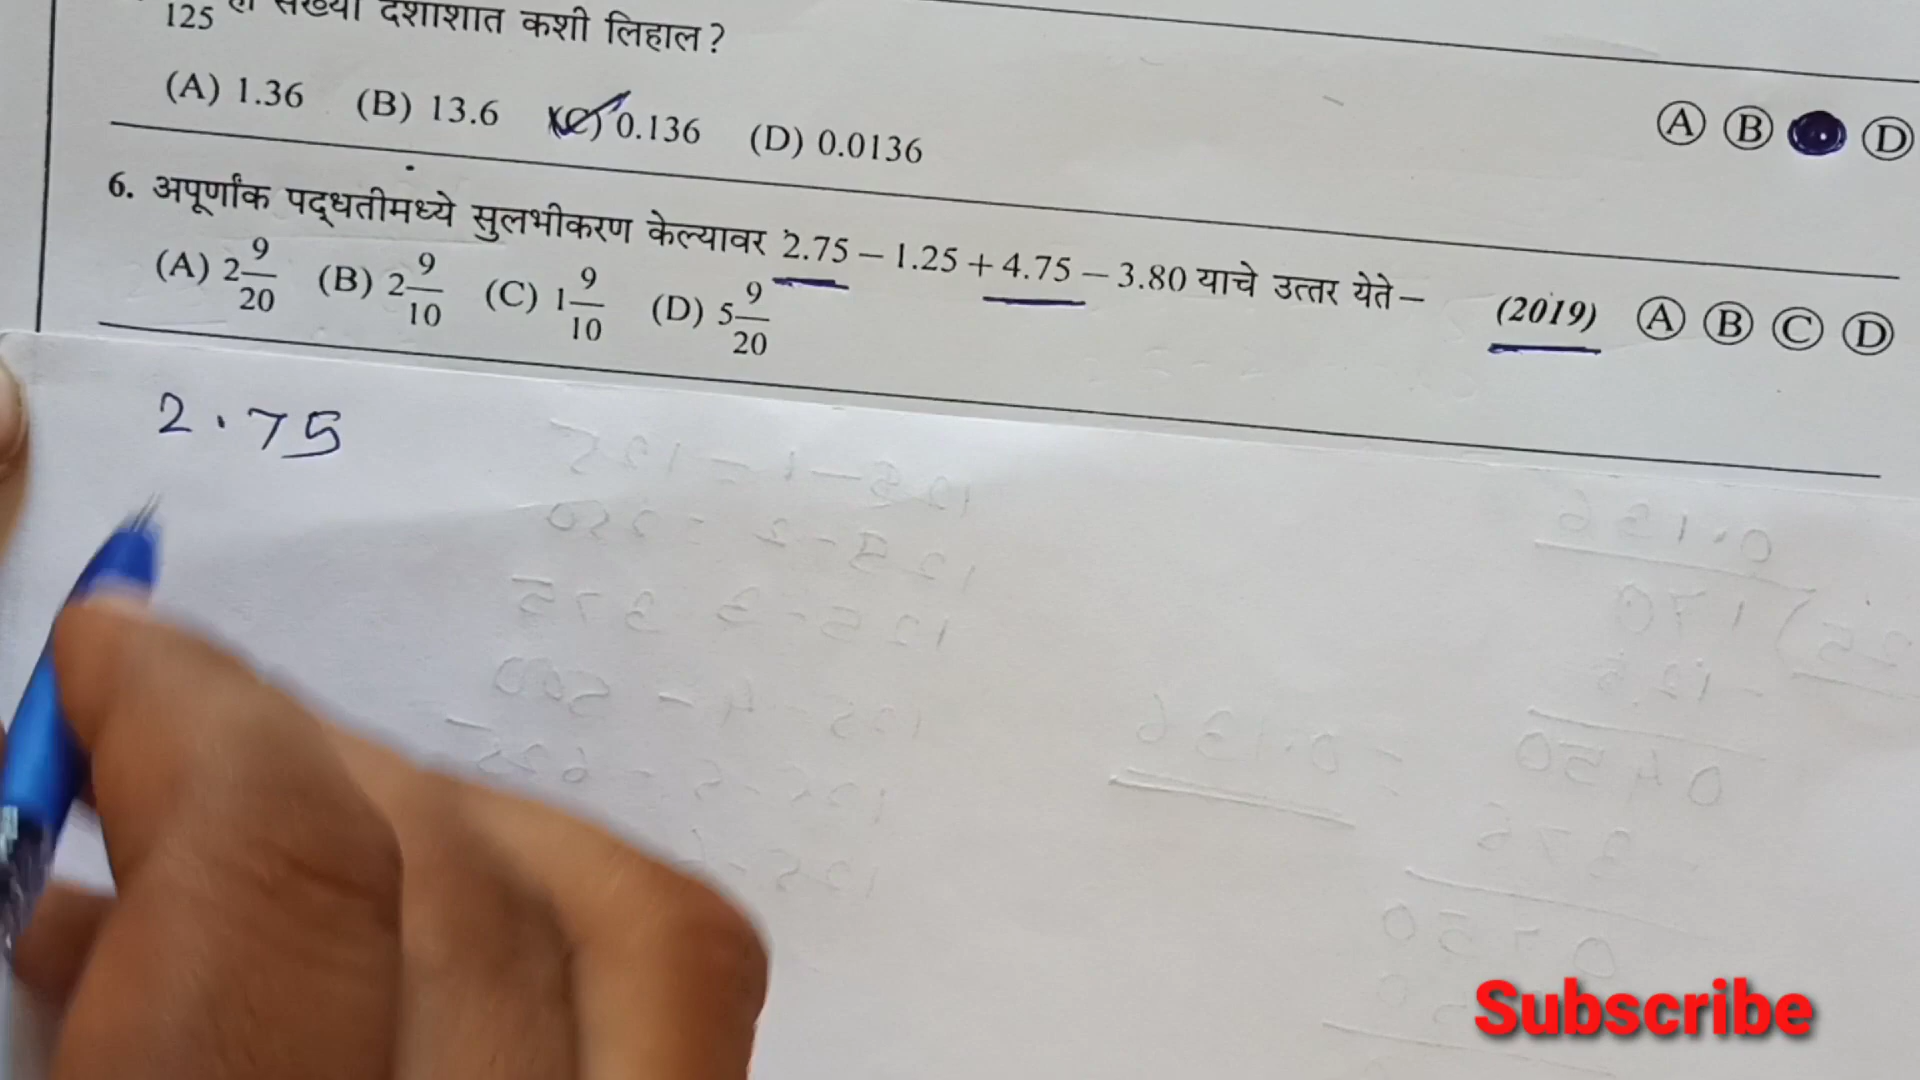 125 ही संख्या दशांशात कशी लिहाल ?
(A) 1.36 (B) 13.6 (C) 0.136 (D) 0.0136 Ⓐ Ⓑ Ⓓ
6. अपूर्णांक पद्धतीमध्ये सुलभीकरण केल्यावर 2.75 – 1.25 + 4.75 – 3.80 याचे उत्तर येते – (2019) Ⓐ Ⓑ Ⓒ Ⓓ
(A) 2 9/20 (B) 2 9/10 (C) 1 9/10 (D) 5 9/20
2.75
Subscribe